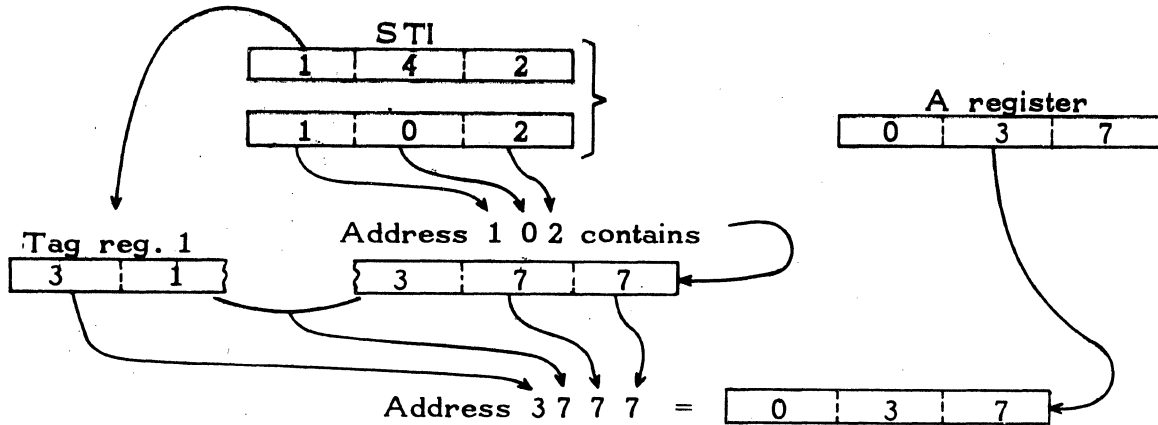 STI
1 4 2
A register
1 0 2
0 3 7
Address 1 0 2 contains
Tag reg. 1
3 1
3 7 7
Address 3 7 7 7 = 0 3 7